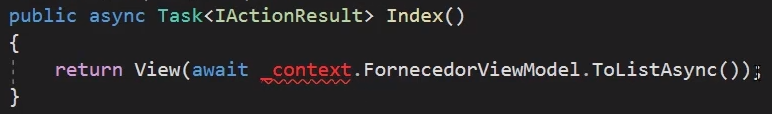 public async Task<IActionResult> Index()
{
return View(await _context.FornecedorViewModel.ToListAsync());
}